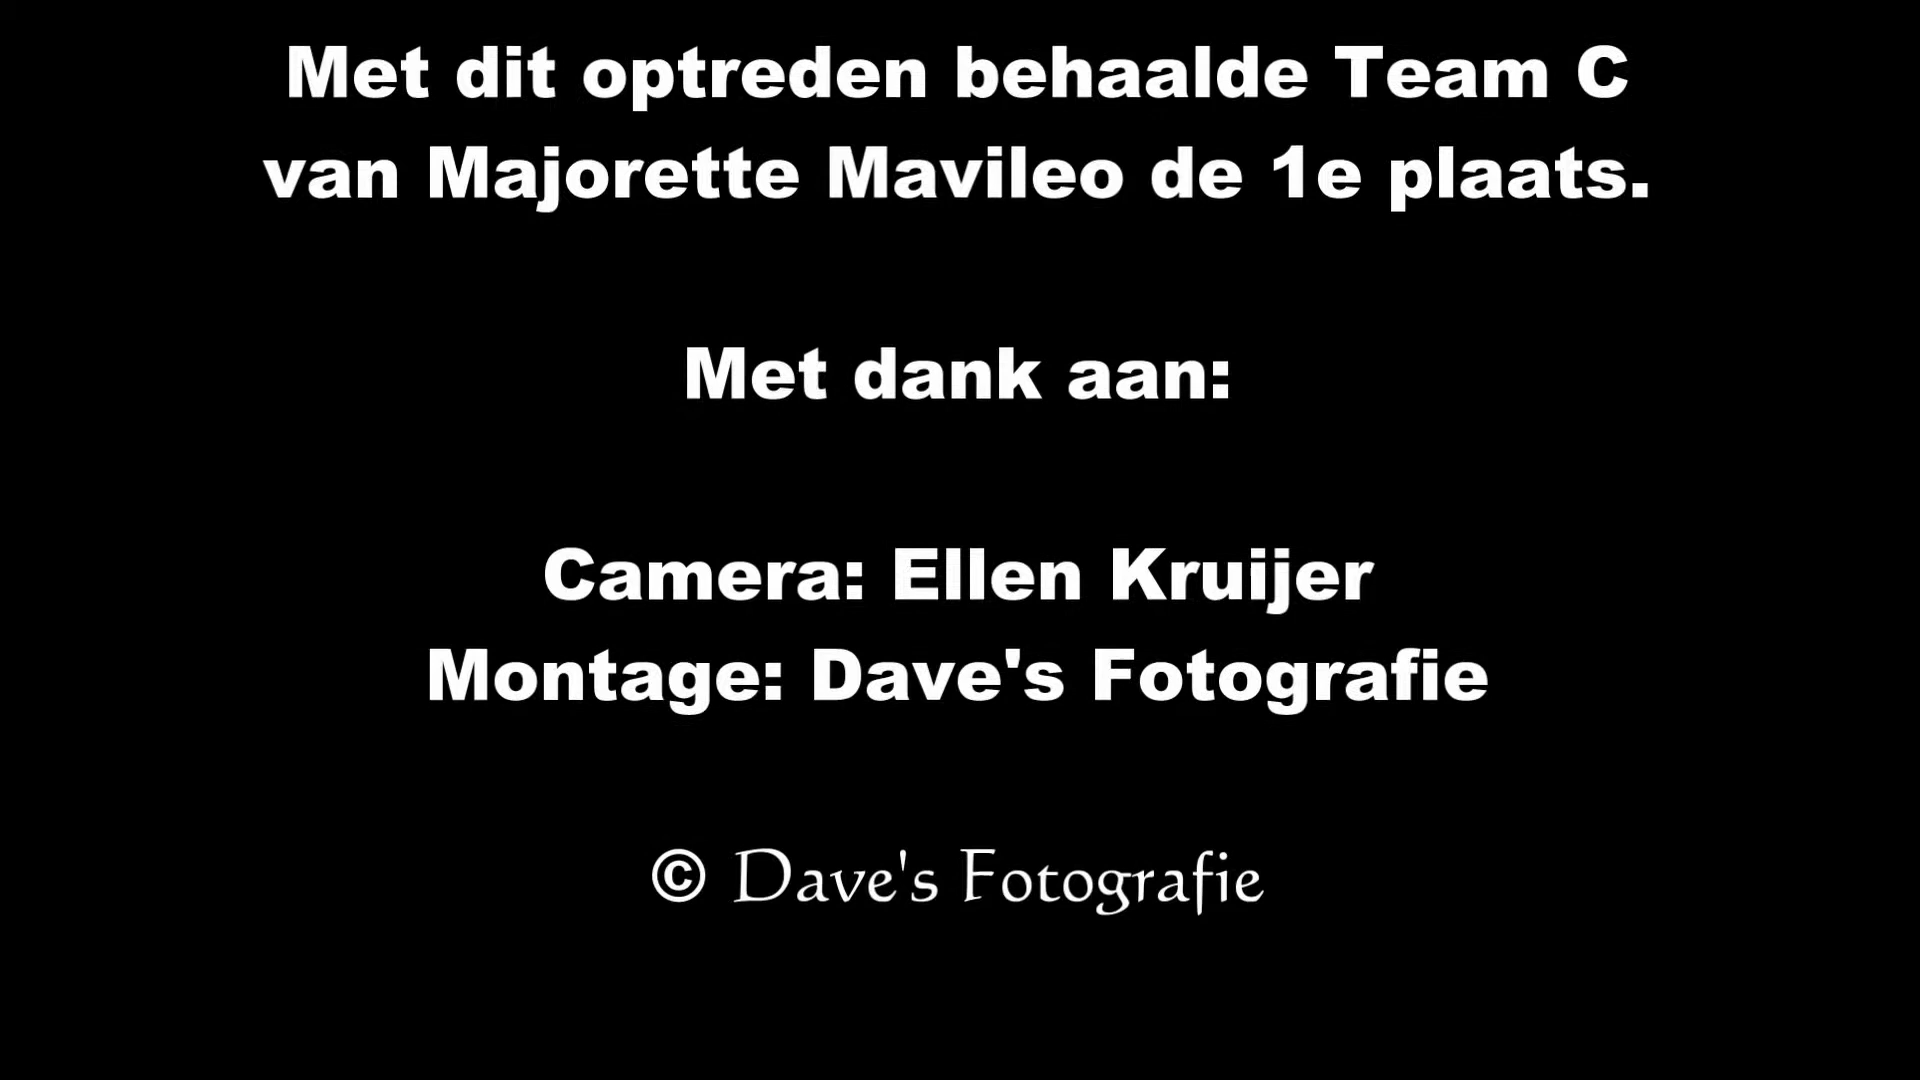 Met dit optreden behaalde Team C
van Majorette Mavileo de 1e plaats.
Met dank aan:
Camera: Ellen Kruijer
Montage: Dave's Fotografie
© Dave's Fotografie